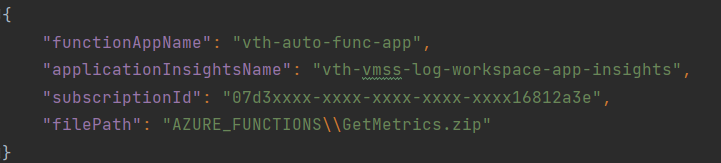 {
"functionAppName": "vth-auto-func-app",
"applicationInsightsName": "vth-vmss-log-workspace-app-insights",
"subscriptionId": "07d3xxxx-xxxx-xxxx-xxxx-xxxx16812a3e",
"filePath": "AZURE_FUNCTIONS\\GetMetrics.zip"
}